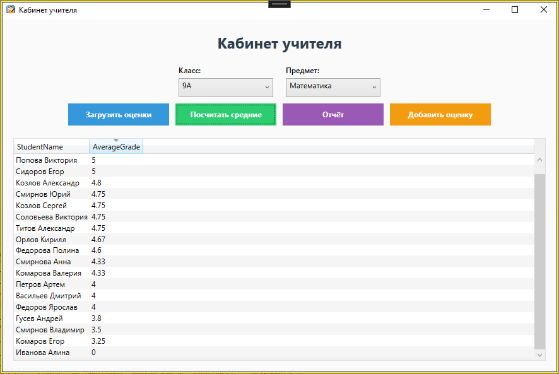 Кабинет учителя
Кабинет учителя
Класс: Предмет:
9А Математика
Загрузить оценки Посчитать средние Отчёт Добавить оценку
StudentName AverageGrade
Попова Виктория 5
Сидоров Егор 5
Козлов Александр 4.8
Смирнов Юрий 4.75
Козлов Сергей 4.75
Соловьева Виктория 4.75
Титов Александр 4.75
Орлов Кирилл 4.67
Федорова Полина 4.6
Смирнова Анна 4.33
Комарова Валерия 4.33
Петров Артем 4
Васильев Дмитрий 4
Федоров Ярослав 4
Гусев Андрей 3.8
Смирнов Владимир 3.5
Комаров Егор 3.25
Иванова Алина 0